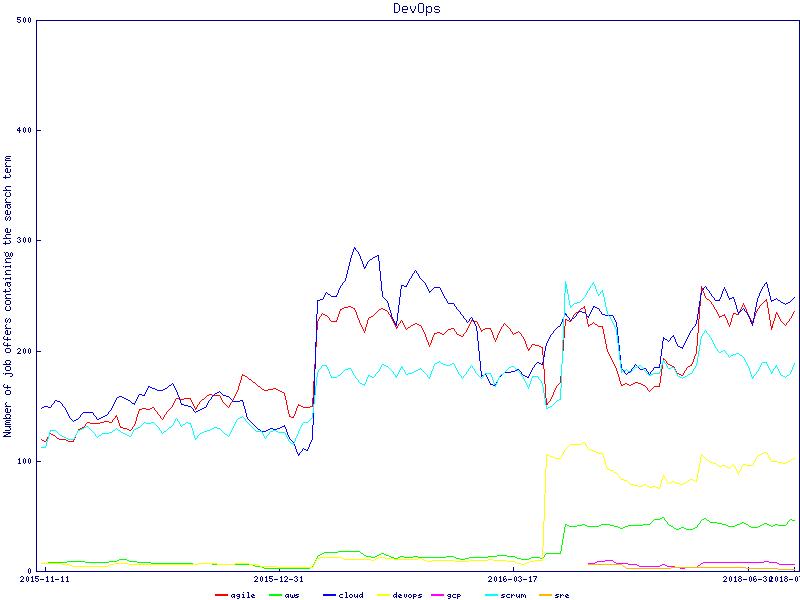 DevOps
Number of job offers containing the search term
500
400
300
200
100
0
2015-11-11 2015-12-31 2016-03-17
agile aws cloud devops gcp scrum sre